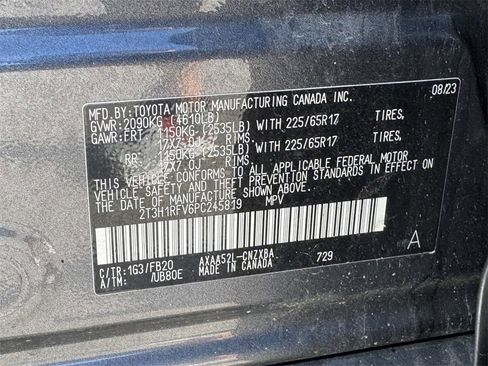 MFD. BY: TOYOTA MOTOR MANUFACTURING CANADA INC. 08/23
GVWR: 2090KG (4610LB)
GAWR: FRT 1150KG (2535LB) WITH 225/65R17 TIRES,
17X7.0J RIMS,
RR 1150KG (2535LB) WITH 225/65R17 TIRES,
17X7.0J RIMS,
THIS VEHICLE CONFORMS TO ALL APPLICABLE FEDERAL MOTOR
VEHICLE SAFETY STANDARDS IN EFFECT ON
THE DATE OF MANUFACTURE SHOWN ABOVE.
2T3H1RFV6PC245819 MPV
C/TR: 1G3/FB20 AXAA52L-CNZXBA 729 A
A/TM: /UB80E MADE IN CANADA